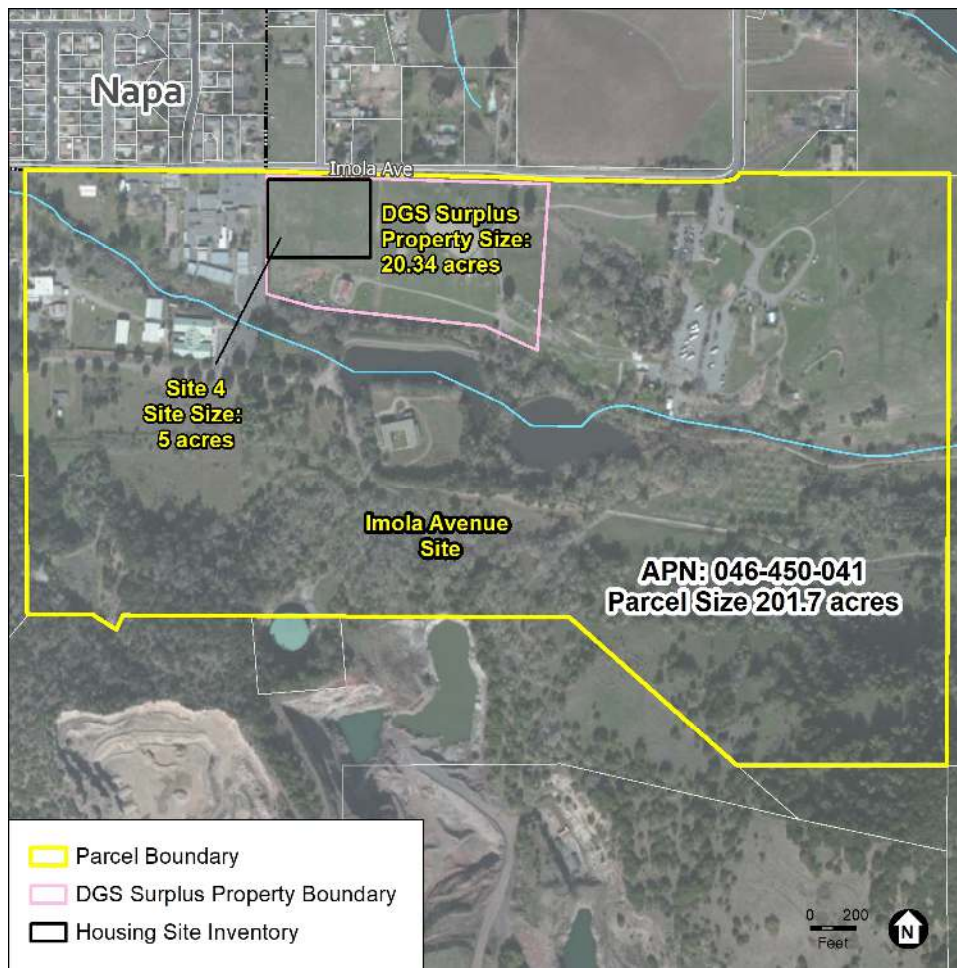 Napa
Imola Ave
DGS Surplus
Property Size:
20.34 acres
Site 4
Site Size:
5 acres
Imola Avenue
Site
APN: 046-450-041
Parcel Size 201.7 acres
Parcel Boundary
DGS Surplus Property Boundary
Housing Site Inventory
0 200
Feet
N